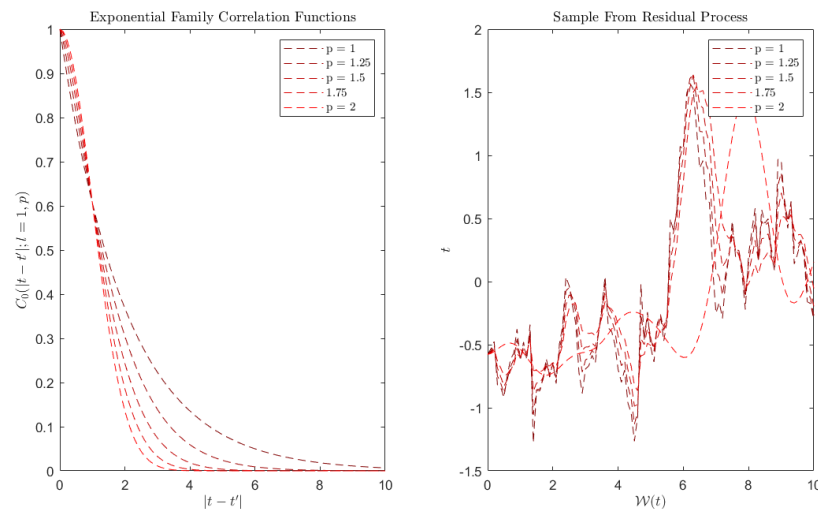 Exponential Family Correlation Functions
1
0.9
0.8
0.7
0.6
0.5
0.4
0.3
0.2
0.1
0
C₀(|t − t′|; l = 1, p)
p = 1
p = 1.25
p = 1.5
1.75
p = 2
0 2 4 6 8 10
|t − t′|
Sample From Residual Process
2
1.5
1
0.5
0
-0.5
-1
-1.5
t
p = 1
p = 1.25
p = 1.5
1.75
p = 2
0 2 4 6 8 10
𝒲(t)